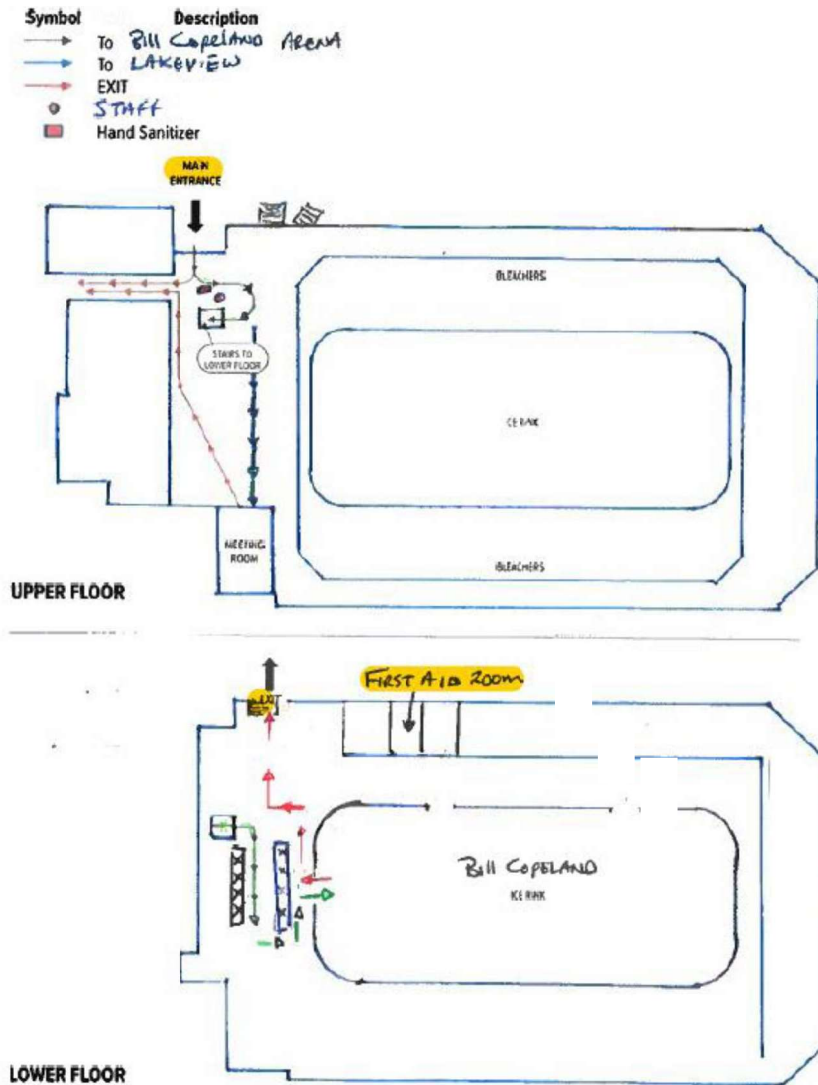 Symbol Description
To Bill Copeland Arena
To LAKEVIEW
EXIT
STAFF
Hand Sanitizer
MAIN
ENTRANCE
BLEACHERS
STAIRS TO
LOWER FLOOR
ICE RINK
MEETING
ROOM
BLEACHERS
UPPER FLOOR
FIRST AID ROOM
EXIT
Bill COPELAND
ICE RINK
LOWER FLOOR